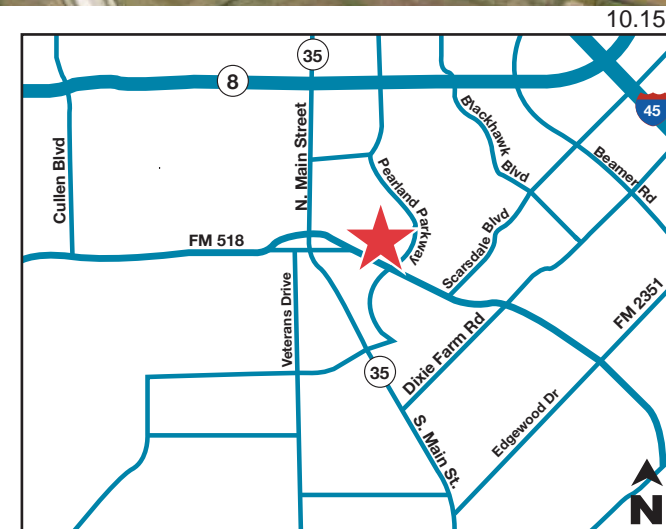 10.15
35
8
45
Cullen Blvd
N. Main Street
Blackhawk Blvd
Beamer Rd
Pearland Parkway
FM 518
Scarsdale Blvd
Veterans Drive
FM 2351
35
Dixie Farm Rd
Edgewood Dr
S. Main St.
N